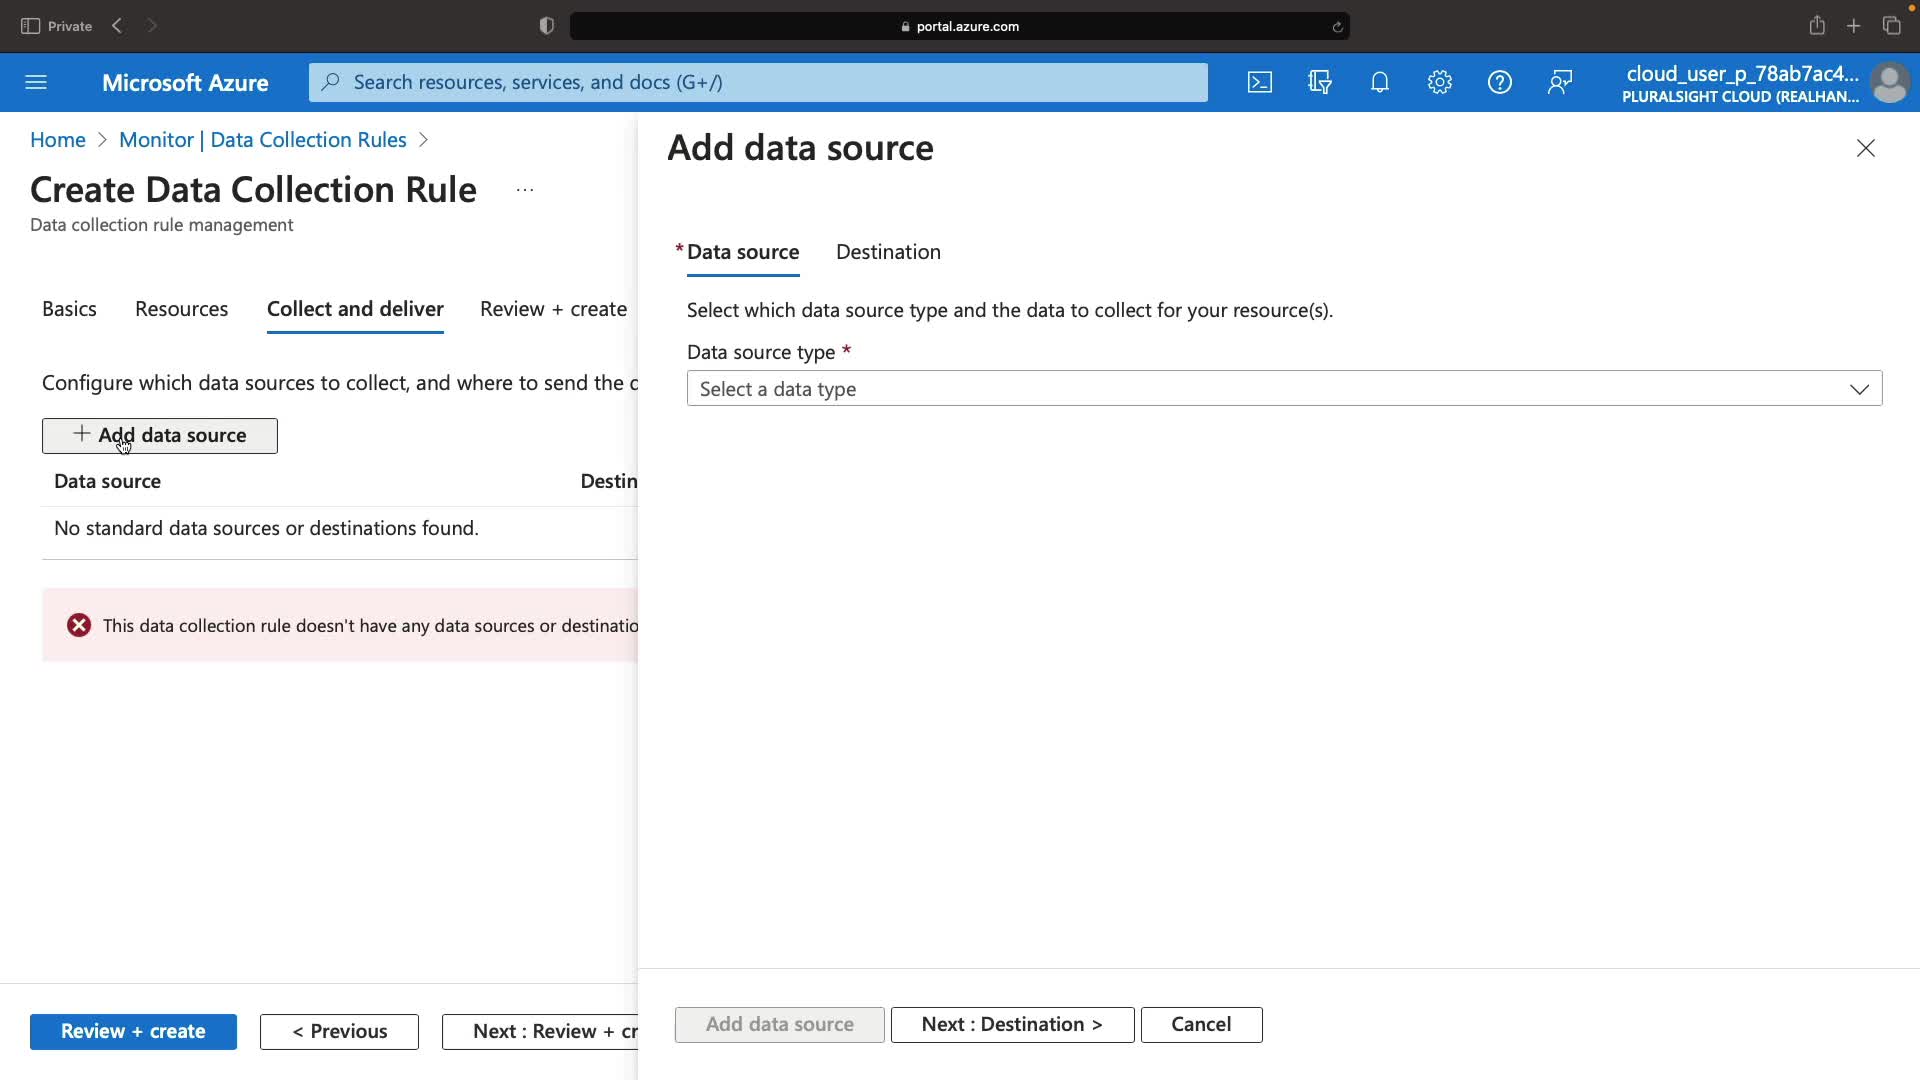 Private
portal.azure.com
Microsoft Azure
Search resources, services, and docs (G+/)
cloud_user_p_78ab7ac4...
PLURALSIGHT CLOUD (REALHAN...
Home > Monitor | Data Collection Rules >
Create Data Collection Rule ...
Data collection rule management
Basics Resources Collect and deliver Review + create
Configure which data sources to collect, and where to send the d
+ Add data source
Data source Destin
No standard data sources or destinations found.
This data collection rule doesn't have any data sources or destinatio
Review + create < Previous Next : Review + cr
Add data source
* Data source Destination
Select which data source type and the data to collect for your resource(s).
Data source type *
Select a data type
Add data source Next : Destination > Cancel